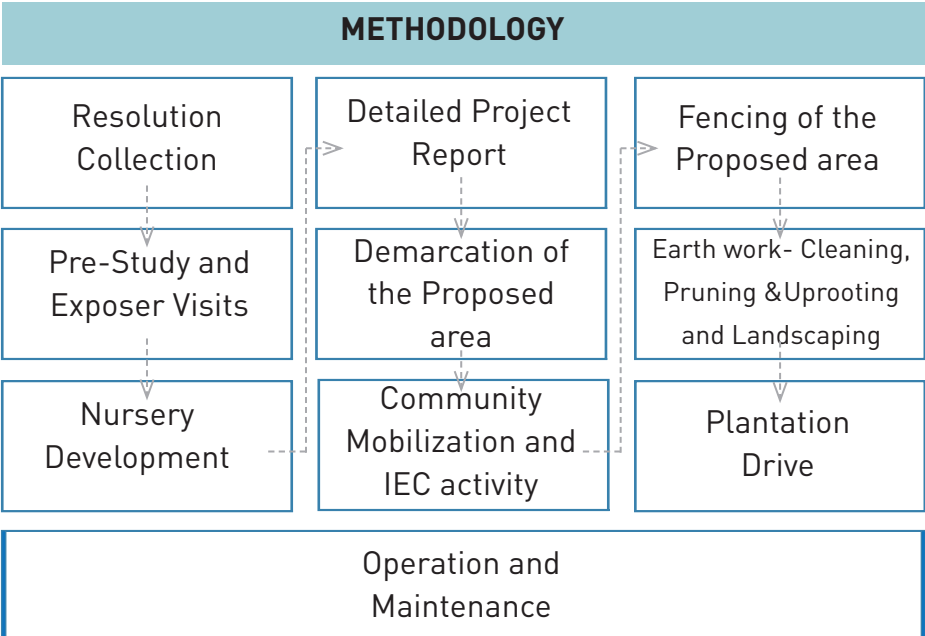 METHODOLOGY
Resolution
Collection
Pre-Study and
Exposer Visits
Nursery
Development
Detailed Project
Report
Demarcation of
the Proposed
area
Community
Mobilization and
IEC activity
Fencing of the
Proposed area
Earth work- Cleaning,
Pruning &Uprooting
and Landscaping
Plantation
Drive
Operation and
Maintenance